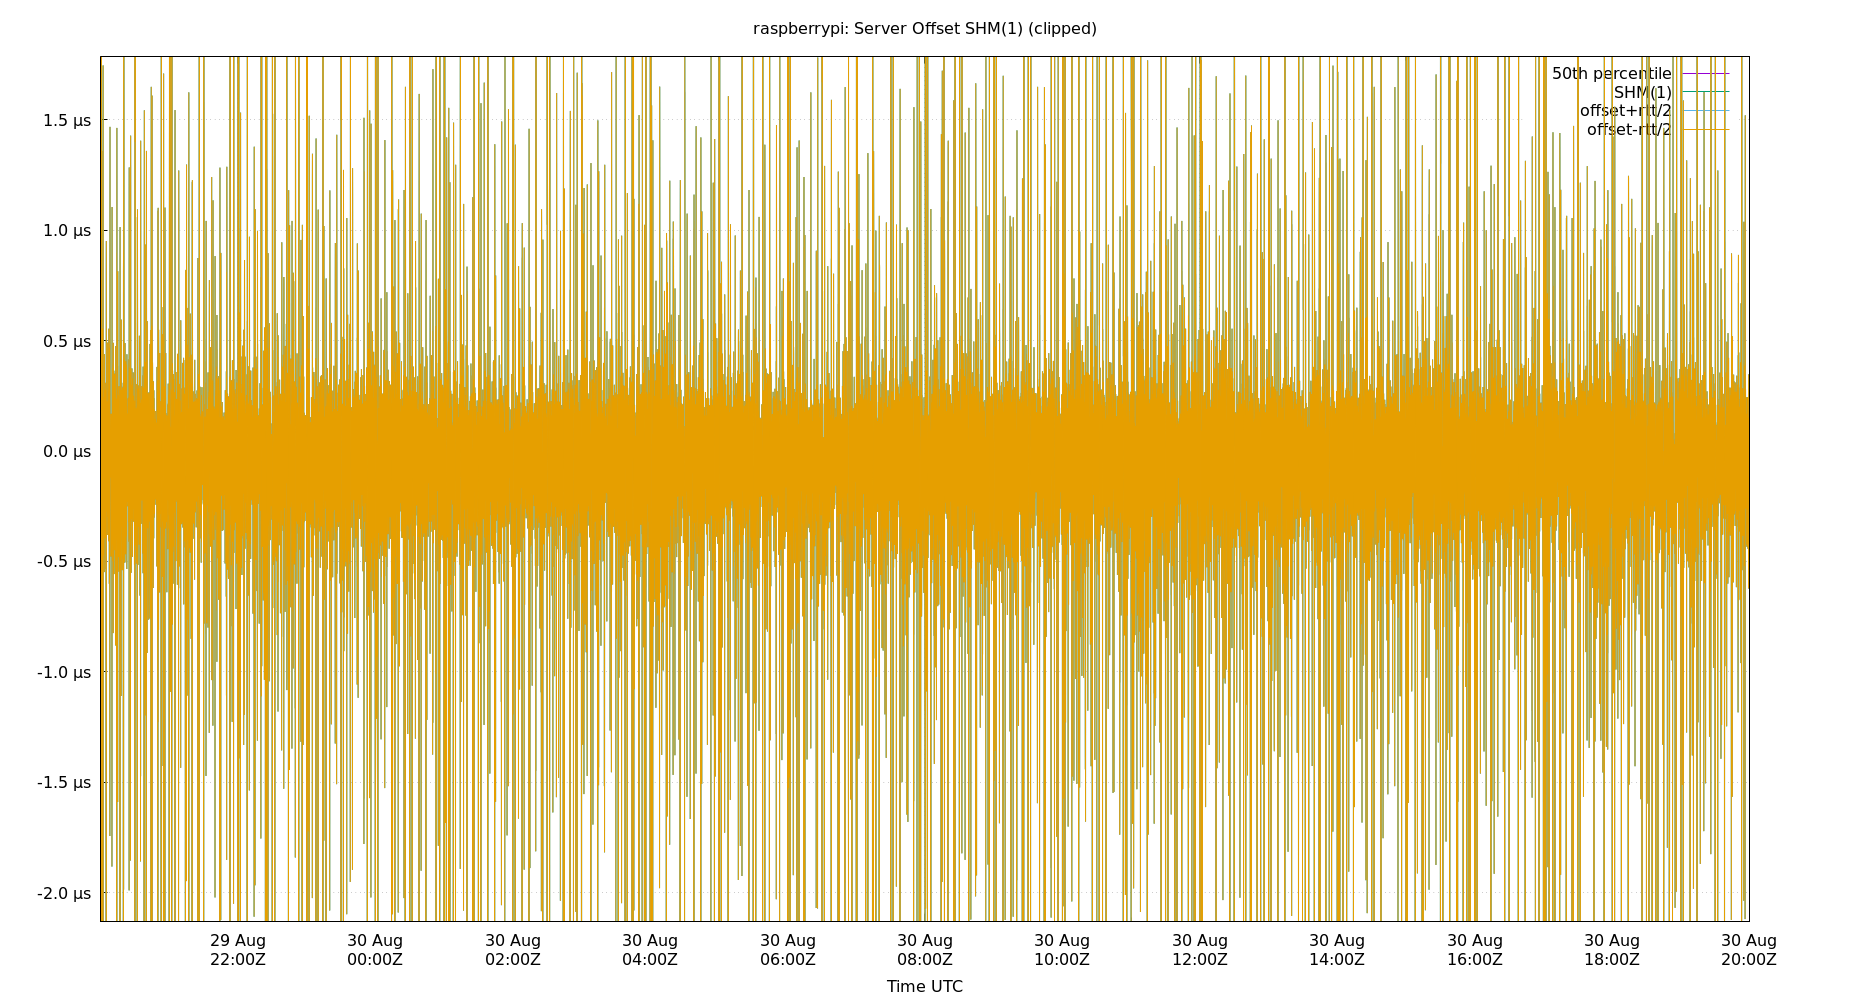 raspberrypi: Server Offset SHM(1) (clipped)
50th percentile
SHM(1)
offset+rtt/2
offset-rtt/2
1.5 µs
1.0 µs
0.5 µs
0.0 µs
-0.5 µs
-1.0 µs
-1.5 µs
-2.0 µs
29 Aug 30 Aug 30 Aug 30 Aug 30 Aug 30 Aug 30 Aug 30 Aug 30 Aug 30 Aug 30 Aug 30 Aug
22:00Z 00:00Z 02:00Z 04:00Z 06:00Z 08:00Z 10:00Z 12:00Z 14:00Z 16:00Z 18:00Z 20:00Z
Time UTC